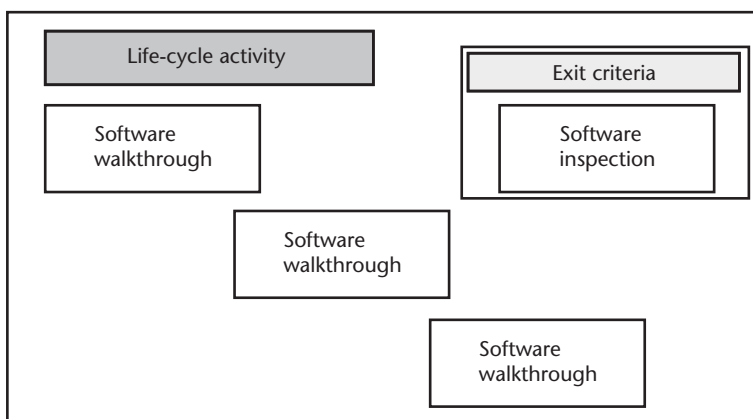 Life-cycle activity
Exit criteria
Software
walkthrough
Software
inspection
Software
walkthrough
Software
walkthrough